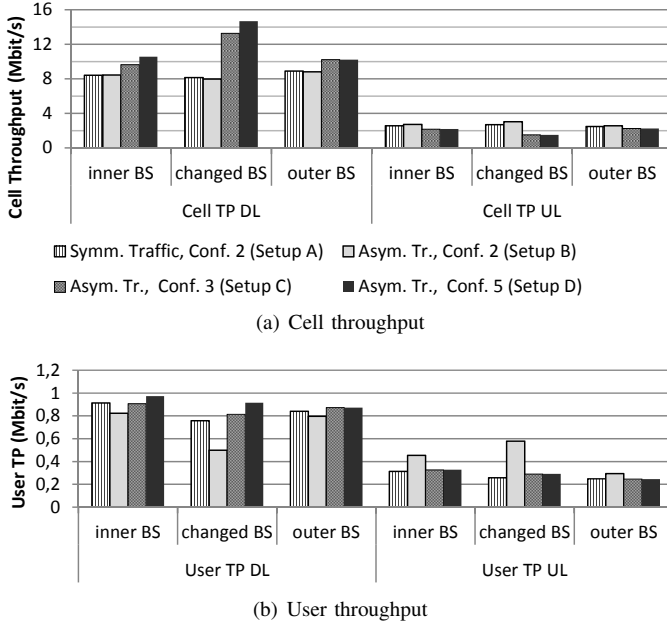 Cell Throughput (Mbit/s)
16
12
8
4
0
inner BS changed BS outer BS inner BS changed BS outer BS
Cell TP DL Cell TP UL
Symm. Traffic, Conf. 2 (Setup A) Asym. Tr., Conf. 2 (Setup B)
Asym. Tr., Conf. 3 (Setup C) Asym. Tr., Conf. 5 (Setup D)
(a) Cell throughput
User TP (Mbit/s)
1,2
1
0,8
0,6
0,4
0,2
0
inner BS changed BS outer BS inner BS changed BS outer BS
User TP DL User TP UL
(b) User throughput